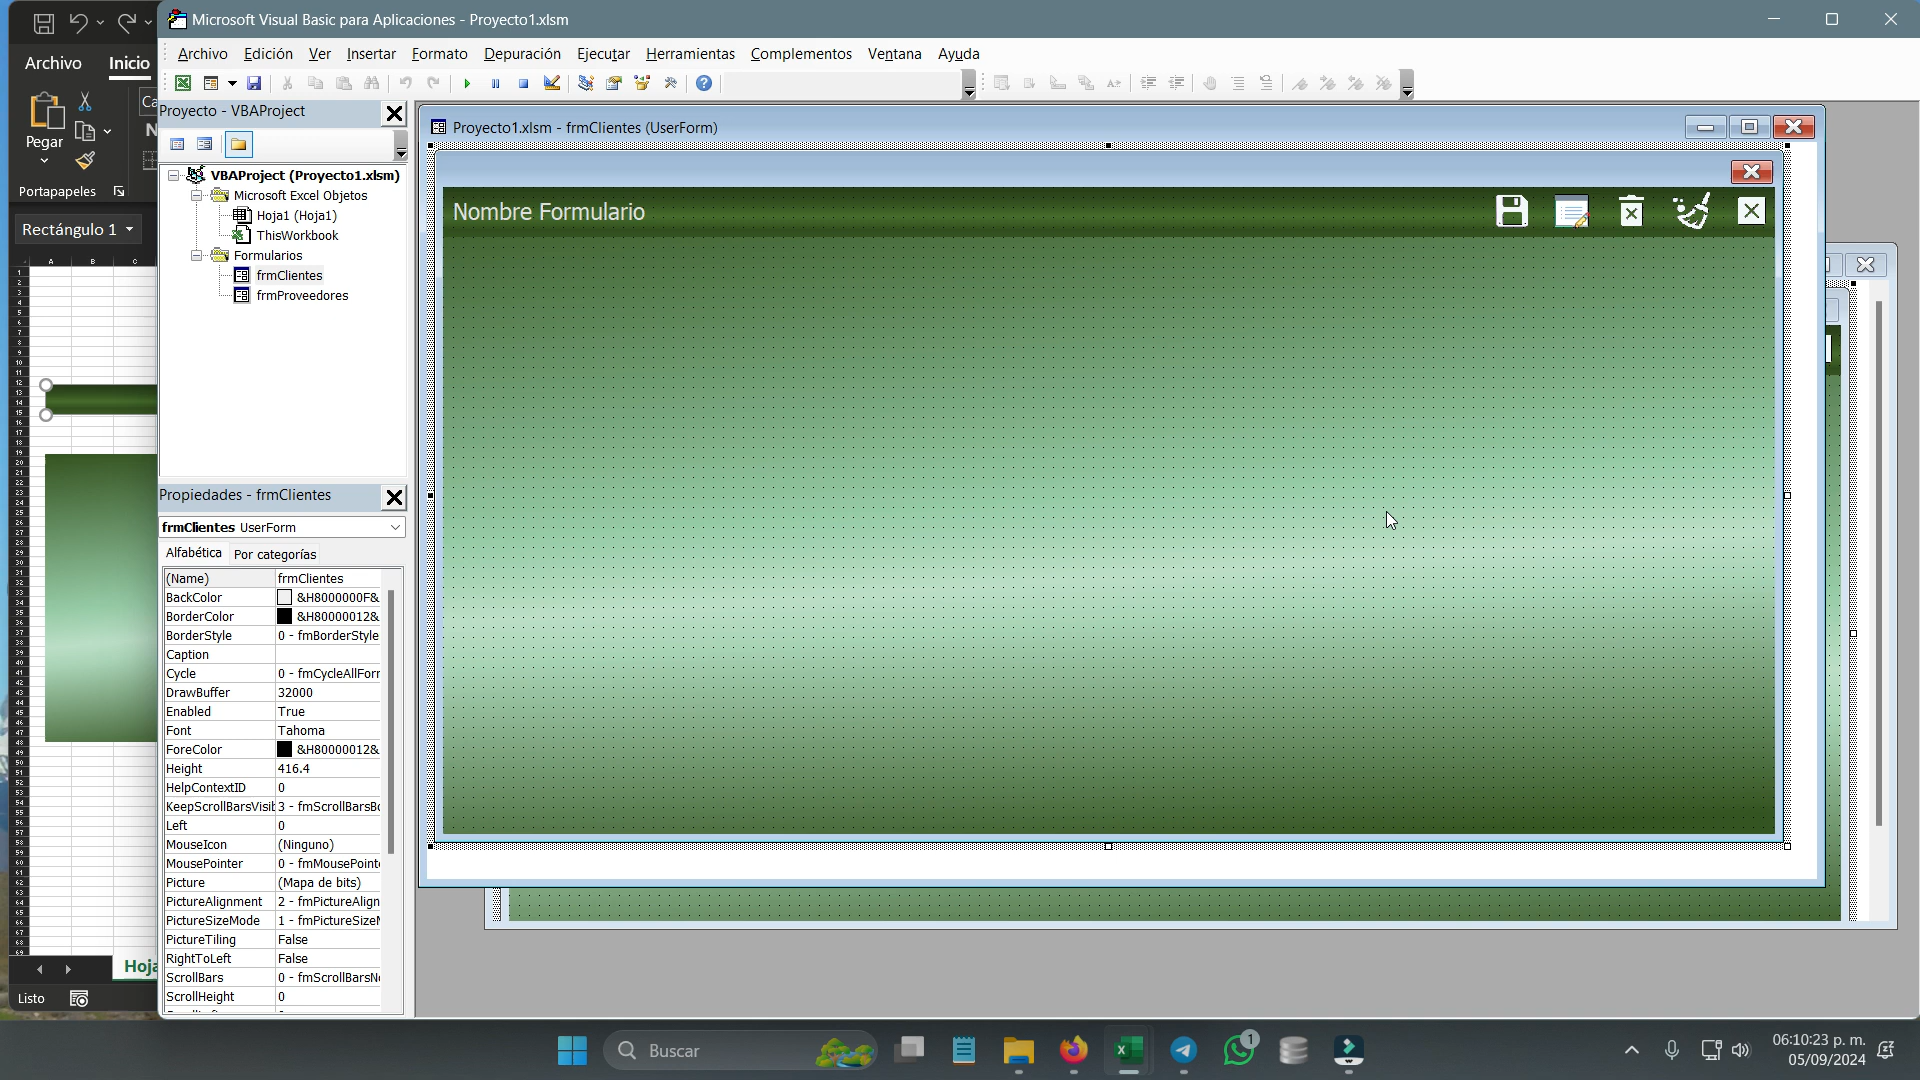 Microsoft Visual Basic para Aplicaciones - Proyecto1.xlsm
Archivo Edición Ver Insertar Formato Depuración Ejecutar Herramientas Complementos Ventana Ayuda
Archivo Inicio
Pegar
Portapapeles
Rectángulo 1
Proyecto - VBAProject
VBAProject (Proyecto1.xlsm)
Microsoft Excel Objetos
Hoja1 (Hoja1)
ThisWorkbook
Formularios
frmClientes
frmProveedores
Propiedades - frmClientes
frmClientes UserForm
Alfabética Por categorías
(Name) frmClientes
BackColor &H8000000F&
BorderColor &H80000012&
BorderStyle 0 - fmBorderStyle
Caption
Cycle 0 - fmCycleAllForr
DrawBuffer 32000
Enabled True
Font Tahoma
ForeColor &H80000012&
Height 416.4
HelpContextID 0
KeepScrollBarsVisib 3 - fmScrollBarsBo
Left 0
MouseIcon (Ninguno)
MousePointer 0 - fmMousePoint
Picture (Mapa de bits)
PictureAlignment 2 - fmPictureAlign
PictureSizeMode 1 - fmPictureSize
PictureTiling False
RightToLeft False
ScrollBars 0 - fmScrollBarsN
ScrollHeight 0
Proyecto1.xlsm - frmClientes (UserForm)
Nombre Formulario
Hoja
Listo
Buscar
1
06:10:23 p. m.
05/09/2024